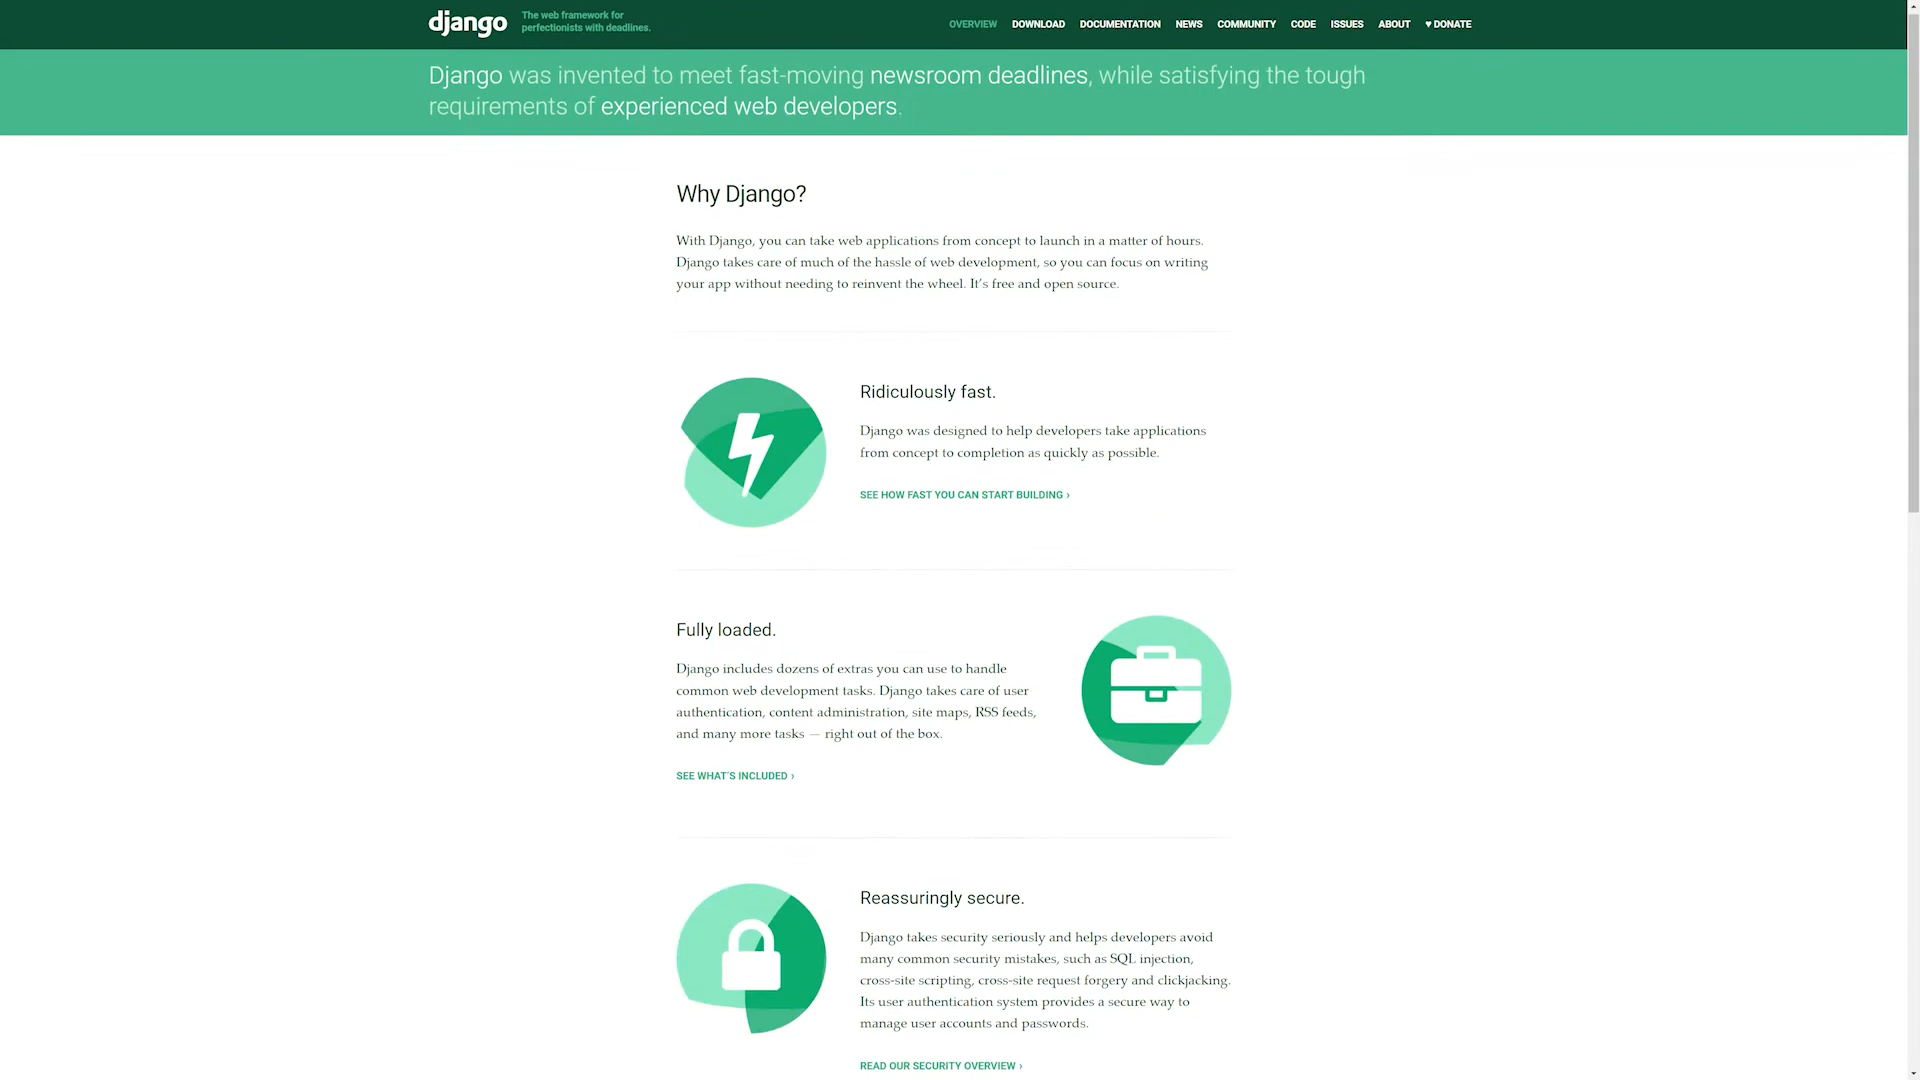 django
The web framework for
perfectionists with deadlines.
OVERVIEW DOWNLOAD DOCUMENTATION NEWS COMMUNITY CODE ISSUES ABOUT ♥ DONATE
Django was invented to meet fast-moving newsroom deadlines, while satisfying the tough
requirements of experienced web developers.
Why Django?
With Django, you can take web applications from concept to launch in a matter of hours.
Django takes care of much of the hassle of web development, so you can focus on writing
your app without needing to reinvent the wheel. It’s free and open source.
Ridiculously fast.
Django was designed to help developers take applications
from concept to completion as quickly as possible.
SEE HOW FAST YOU CAN START BUILDING ›
Fully loaded.
Django includes dozens of extras you can use to handle
common web development tasks. Django takes care of user
authentication, content administration, site maps, RSS feeds,
and many more tasks — right out of the box.
SEE WHAT’S INCLUDED ›
Reassuringly secure.
Django takes security seriously and helps developers avoid
many common security mistakes, such as SQL injection,
cross-site scripting, cross-site request forgery and clickjacking.
Its user authentication system provides a secure way to
manage user accounts and passwords.
READ OUR SECURITY OVERVIEW ›